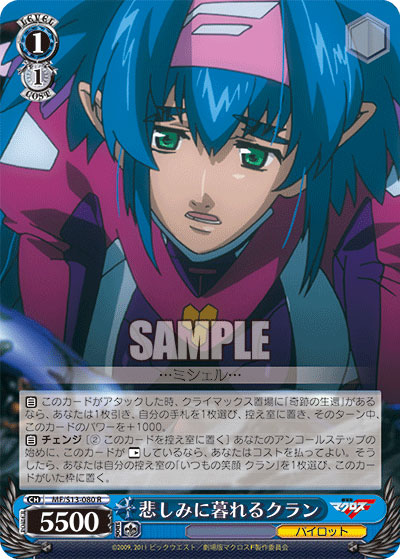 LEVEL
1
1
COST
SAMPLE
…ミシェル…
自 このカードがアタックした時、クライマックス置場に「奇跡の生還」がある
なら、あなたは1枚引き、自分の手札を1枚選び、控え室に置き、そのターン中、
このカードのパワーを+1000。
自 チェンジ [② このカードを控え室に置く] あなたのアンコールステップの
始めに、このカードがしているなら、あなたはコストを払ってよい。そうし
たら、あなたは自分の控え室の「いつもの笑顔 クラン」を1枚選び、このカー
ドがいた枠に置く。
CH MF/S13-080 R
5500
悲しみに暮れるクラン
マクロスF
パイロット
©2009, 2011 ビックウエスト/劇場版マクロスF製作委員会